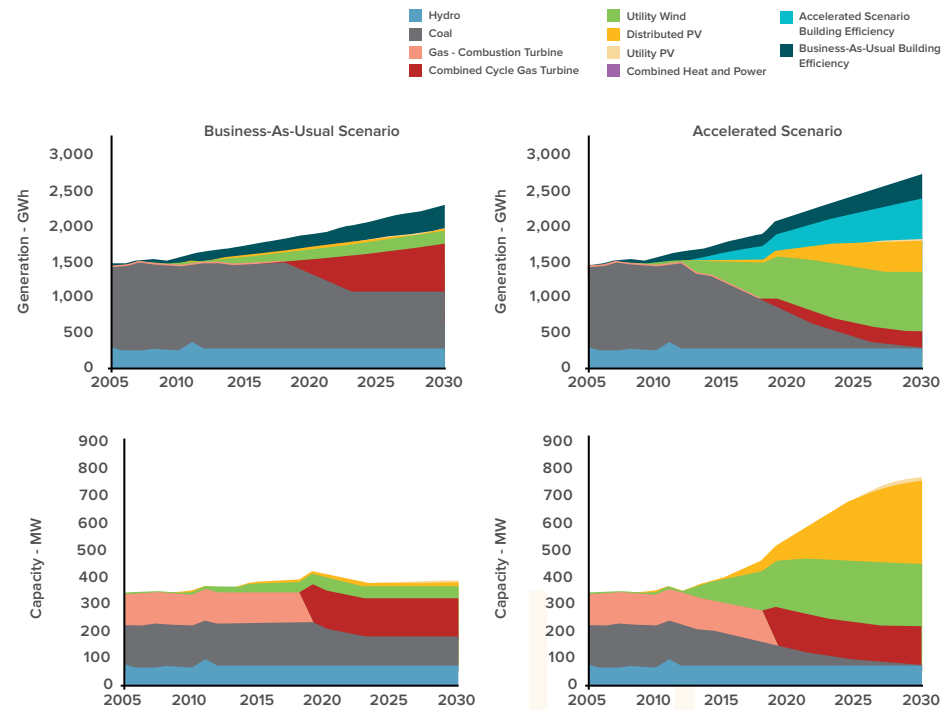 Hydro
Coal
Gas - Combustion Turbine
Combined Cycle Gas Turbine
Utility Wind
Distributed PV
Utility PV
Combined Heat and Power
Accelerated Scenario
Building Efficiency
Business-As-Usual Building
Efficiency
Business-As-Usual Scenario
Generation - GWh
3,000
2,500
2,000
1,500
1,000
500
0
2005 2010 2015 2020 2025 2030
Accelerated Scenario
Generation - GWh
3,000
2,500
2,000
1,500
1,000
500
0
2005 2010 2015 2020 2025 2030
Capacity - MW
900
800
700
600
500
400
300
200
100
0
2005 2010 2015 2020 2025 2030
Capacity - MW
900
800
700
600
500
400
300
200
100
0
2005 2010 2015 2020 2025 2030